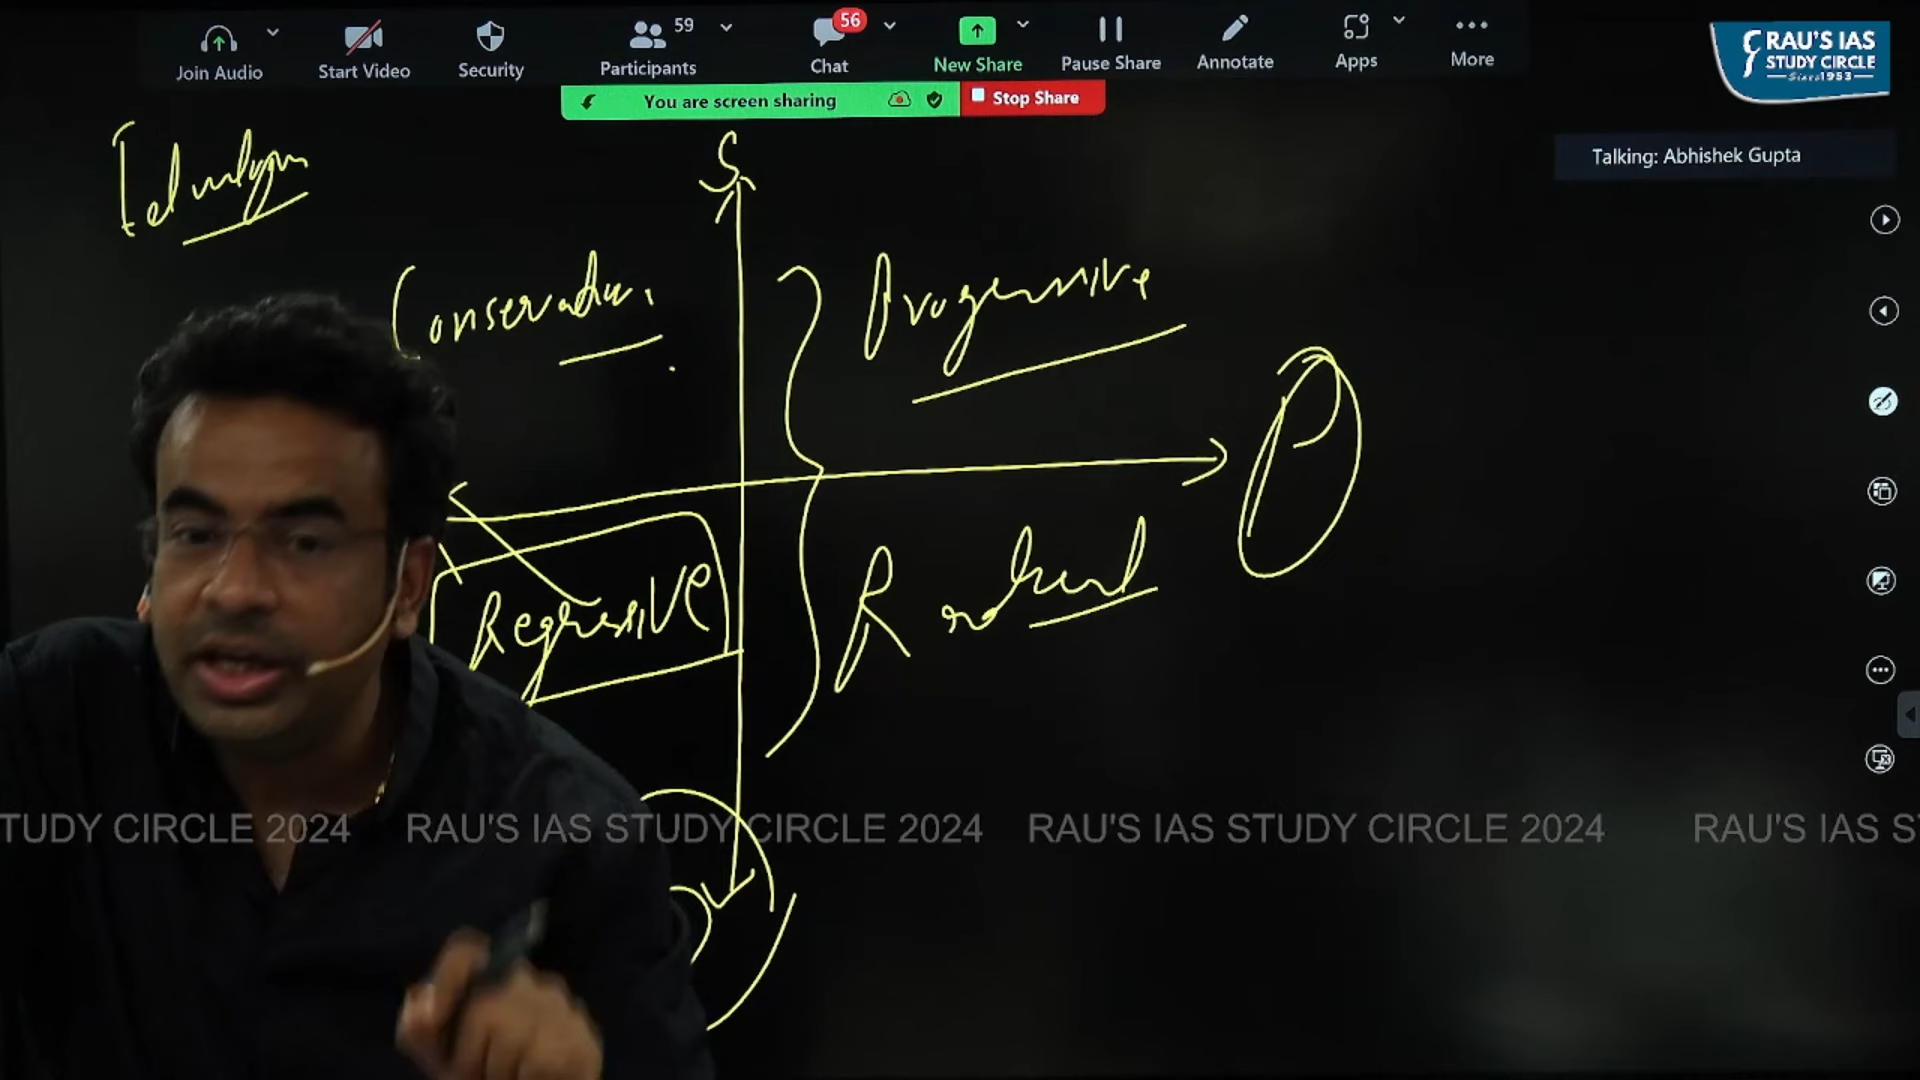 Join Audio
Start Video
Security
Participants 59
Chat 56
New Share
Pause Share
Annotate
Apps
More
RAU'S IAS
STUDY CIRCLE
Since 1953
You are screen sharing
Stop Share
Talking: Abhishek Gupta
S
Progressive
P
Regressive
Radical
TUDY CIRCLE 2024 RAU'S IAS STUDY CIRCLE 2024 RAU'S IAS STUDY CIRCLE 2024 RAU'S IAS S